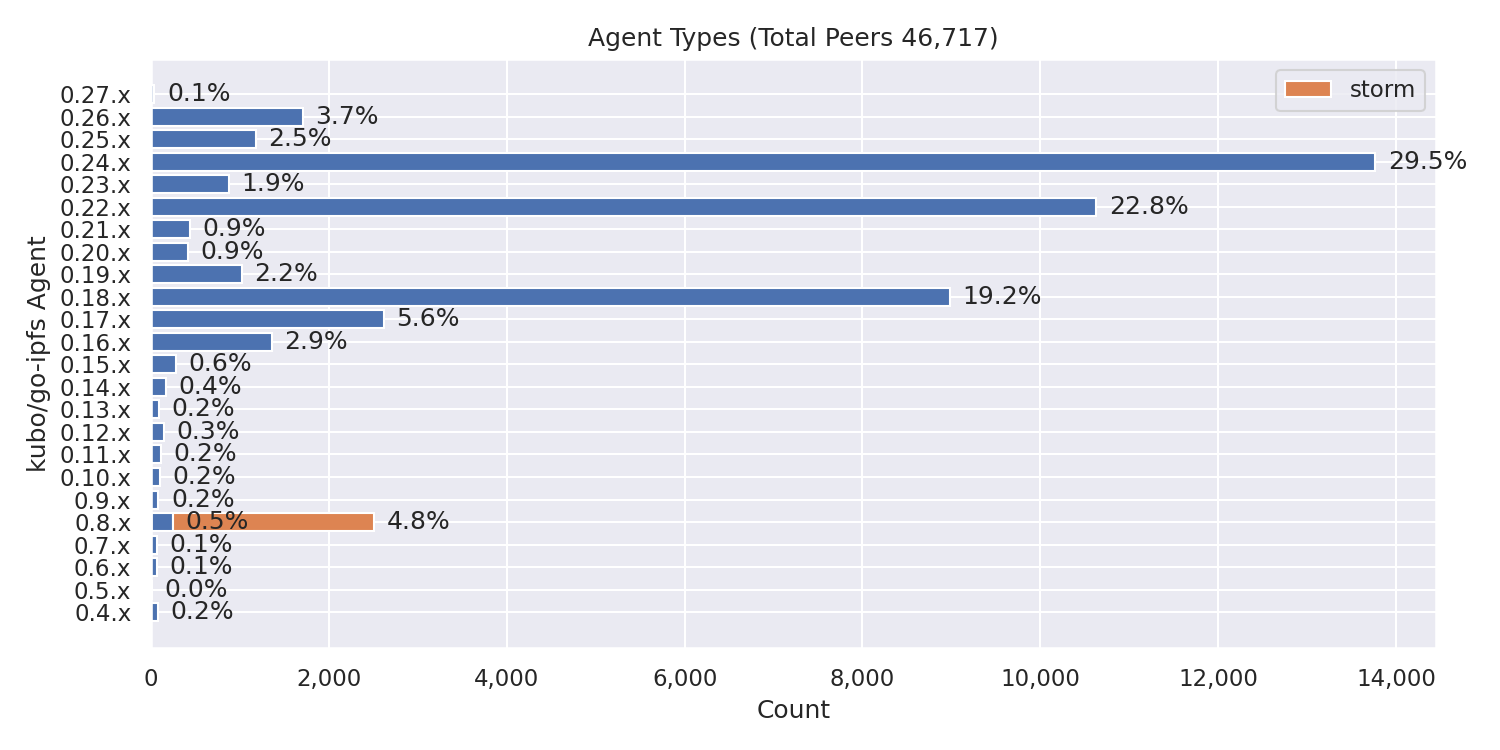 Agent Types (Total Peers 46,717)
storm
kubo/go-ipfs Agent
0.27.x 0.1%
0.26.x 3.7%
0.25.x 2.5%
0.24.x 29.5%
0.23.x 1.9%
0.22.x 22.8%
0.21.x 0.9%
0.20.x 0.9%
0.19.x 2.2%
0.18.x 19.2%
0.17.x 5.6%
0.16.x 2.9%
0.15.x 0.6%
0.14.x 0.4%
0.13.x 0.2%
0.12.x 0.3%
0.11.x 0.2%
0.10.x 0.2%
0.9.x 0.2%
0.8.x 0.5% 4.8%
0.7.x 0.1%
0.6.x 0.1%
0.5.x 0.0%
0.4.x 0.2%
0 2,000 4,000 6,000 8,000 10,000 12,000 14,000
Count